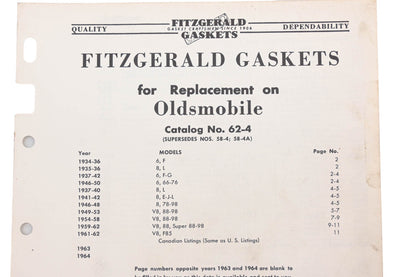 FITZGERALD
QUALITY GASKET CRAFTSMEN SINCE 1906 DEPENDABILITY
GASKETS
FITZGERALD GASKETS
for Replacement on
Oldsmobile
Catalog No. 62-4
(SUPERSEDES NOS. 58-4; 58-4A)
Year MODELS Page No.
1934-36 6, F 2
1935-36 8, L 2
1937-42 6, F-G 2-4
1946-50 6, 66-76 2-4
1937-40 8, L 4-5
1941-42 8, E-J-L 4-5
1946-48 8, 78-98 4-5
1949-53 V8, 88-98 5-7
1954-58 V8, 88-98 7-9
1959-62 V8, 88, Super 88-98 9-11
1961-62 V8, F85 11
Canadian Listings (Same as U. S. Listings)
1963
1964
Page numbers opposite years 1963 and 1964 are blank to